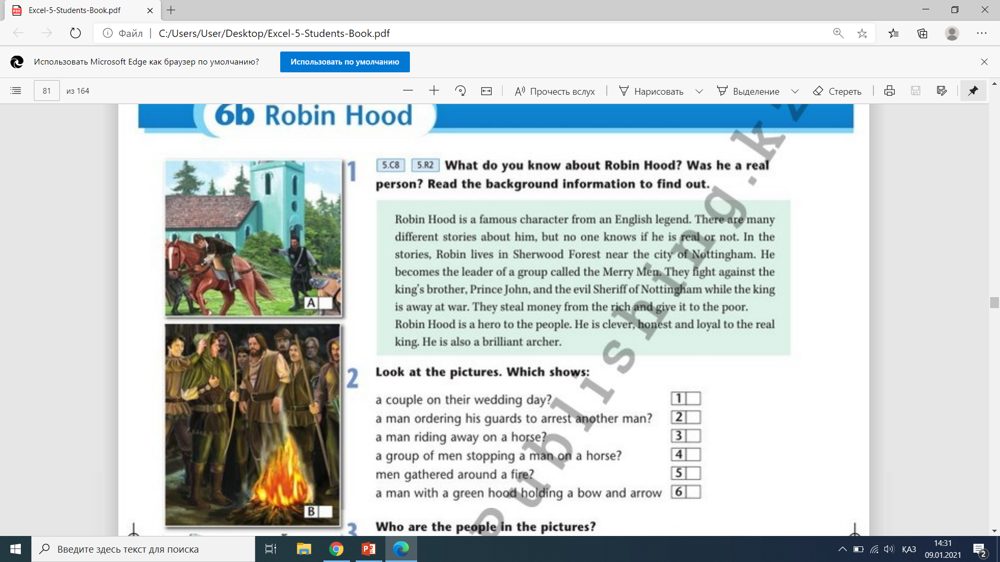 Excel-5-Students-Book.pdf
Файл | C:/Users/User/Desktop/Excel-5-Students-Book.pdf
Использовать Microsoft Edge как браузер по умолчанию?
Использовать по умолчанию
81 из 164
Прочесть вслух
Нарисовать
Выделение
Стереть
6b Robin Hood
1 5.C8 5.R2 What do you know about Robin Hood? Was he a real
person? Read the background information to find out.
Robin Hood is a famous character from an English legend. There are many
different stories about him, but no one knows if he is real or not. In the
stories, Robin lives in Sherwood Forest near the city of Nottingham. He
becomes the leader of a group called the Merry Men. They fight against the
king's brother, Prince John, and the evil Sheriff of Nottingham while the king
is away at war. They steal money from the rich and give it to the poor.
Robin Hood is a hero to the people. He is clever, honest and loyal to the real
king. He is also a brilliant archer.
A
B
2 Look at the pictures. Which shows:
a couple on their wedding day? 1
a man ordering his guards to arrest another man? 2
a man riding away on a horse? 3
a group of men stopping a man on a horse? 4
men gathered around a fire? 5
a man with a green hood holding a bow and arrow 6
3 Who are the people in the pictures?
Publishing.k
Введите здесь текст для поиска
ҚАЗ
14:31
09.01.2021
2